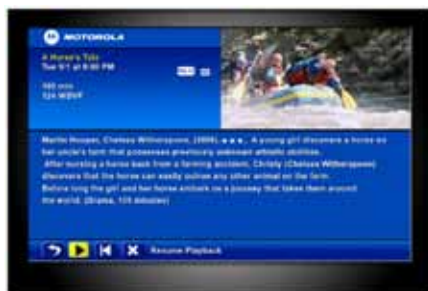 MOTOROLA
A Horse's Tale
Tue 9/1 at 8:00 PM
Martin Hooper, Chelsea Witherspoon, (2006). A young girl discovers a horse on
her uncle's farm that possesses previously unknown athletic abilities.
After nursing a horse back from a farming accident, Christy (Chelsea Witherspoon)
discovers that the horse can easily outrun any other animal on the farm.
Before long the girl and her horse embark on a journey that takes them around
the world. (Drama, 105 minutes)
Resume Playback